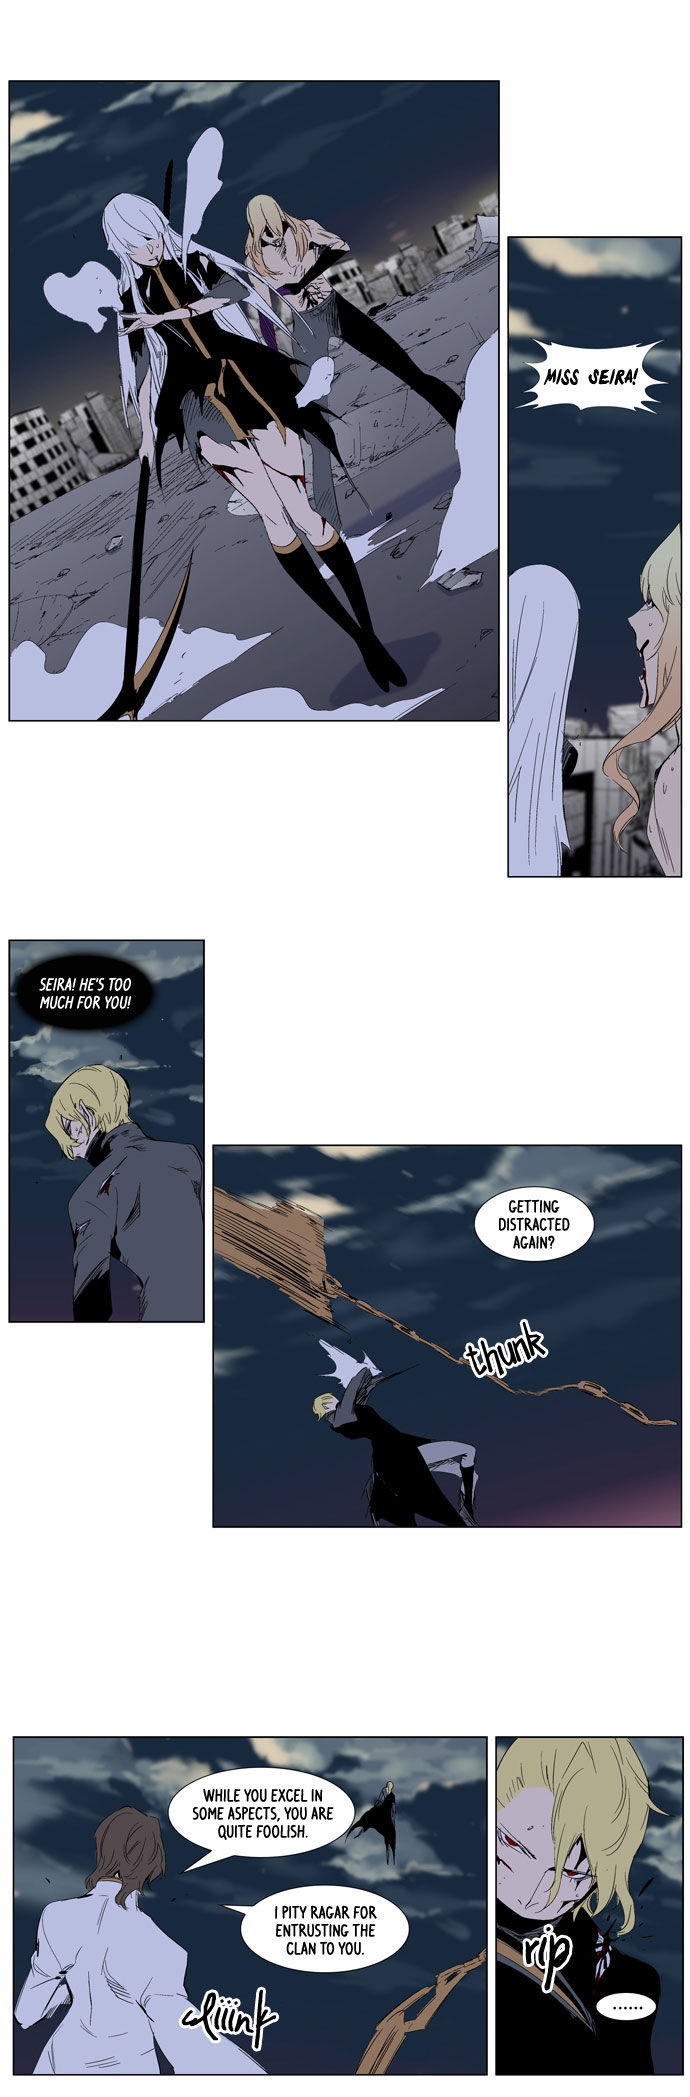 MISS SEIRA!
SEIRA! HE'S TOO
MUCH FOR YOU!
GETTING
DISTRACTED
AGAIN?
thunk
WHILE YOU EXCEL IN
SOME ASPECTS, YOU ARE
QUITE FOOLISH.
I PITY RAGAR FOR
ENTRUSTING THE
CLAN TO YOU.
cliiink
rip
......